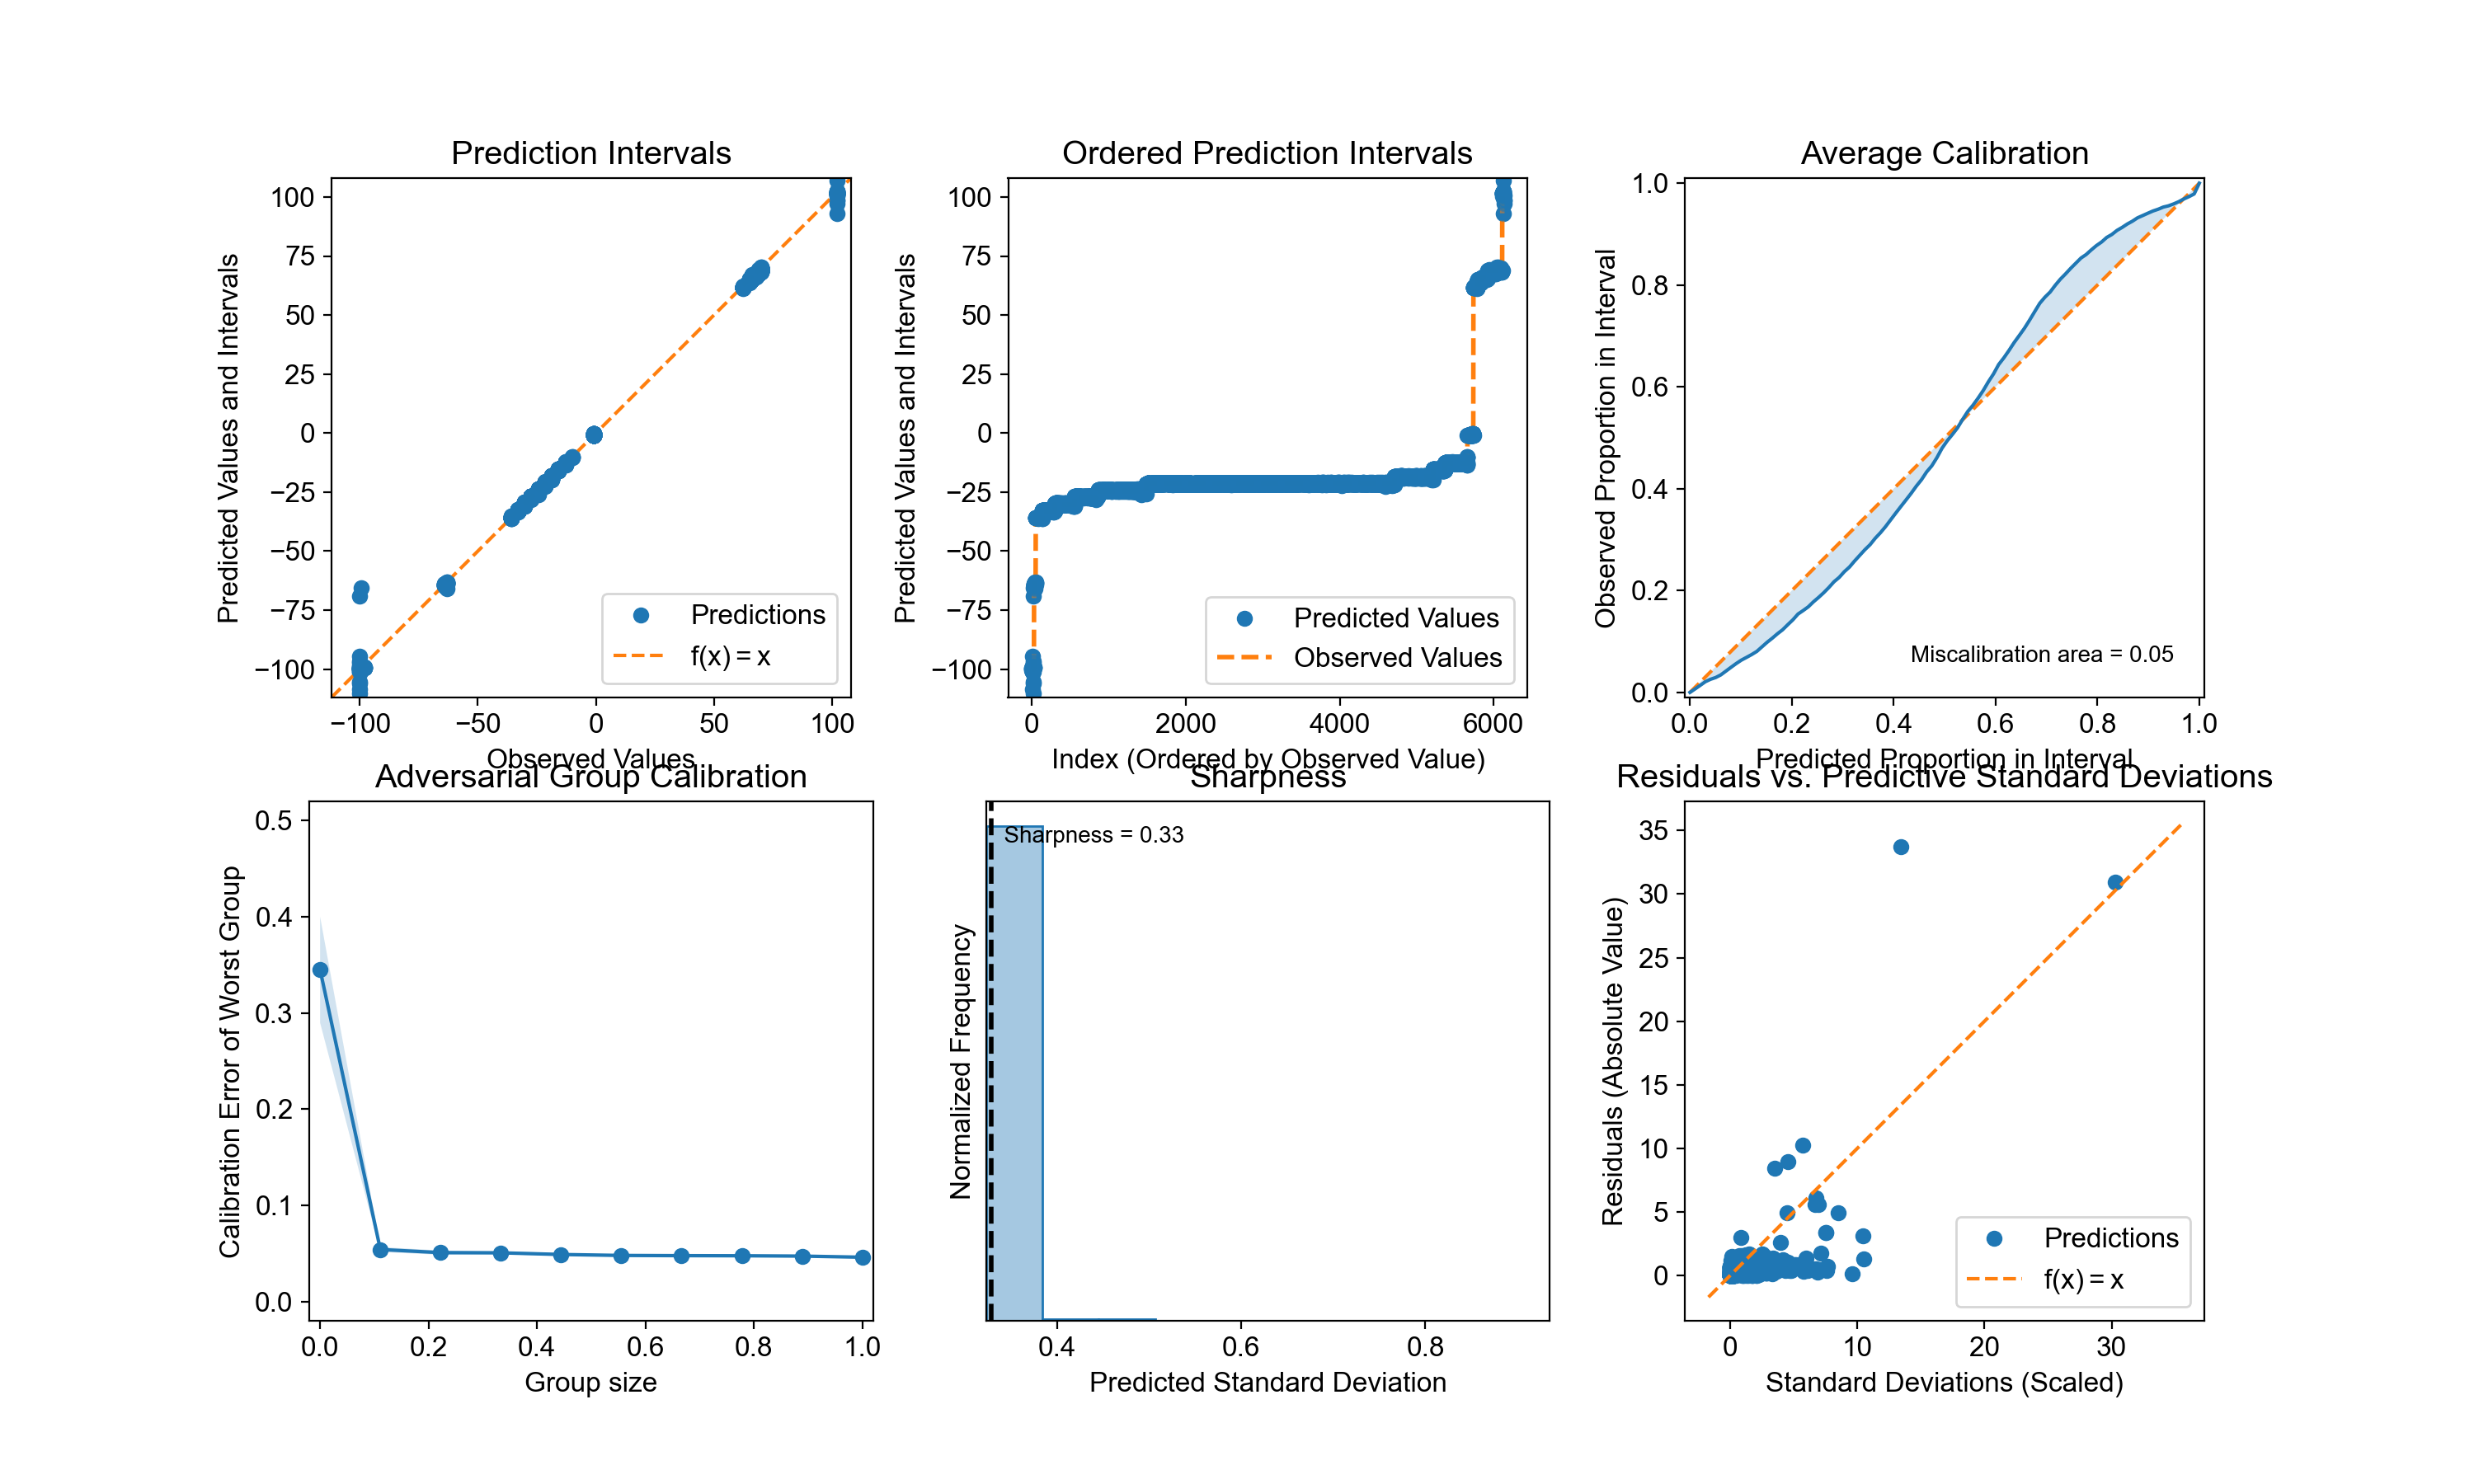 Prediction Intervals
Predicted Values and Intervals
100
75
50
25
0
−25
−50
−75
−100
Predictions
f(x) = x
−100
−50
0
50
100
Observed Values
Ordered Prediction Intervals
Predicted Values and Intervals
100
75
50
25
0
−25
−50
−75
−100
Predicted Values
Observed Values
0
2000
4000
6000
Index (Ordered by Observed Value)
Average Calibration
Observed Proportion in Interval
1.0
0.8
0.6
0.4
0.2
0.0
Miscalibration area = 0.05
0.0
0.2
0.4
0.6
0.8
1.0
Predicted Proportion in Interval
Adversarial Group Calibration
Calibration Error of Worst Group
0.5
0.4
0.3
0.2
0.1
0.0
0.0
0.2
0.4
0.6
0.8
1.0
Group size
Sharpness
Normalized Frequency
Sharpness = 0.33
0.4
0.6
0.8
Predicted Standard Deviation
Residuals vs. Predictive Standard Deviations
Residuals (Absolute Value)
35
30
25
20
15
10
5
0
Predictions
f(x) = x
0
10
20
30
Standard Deviations (Scaled)